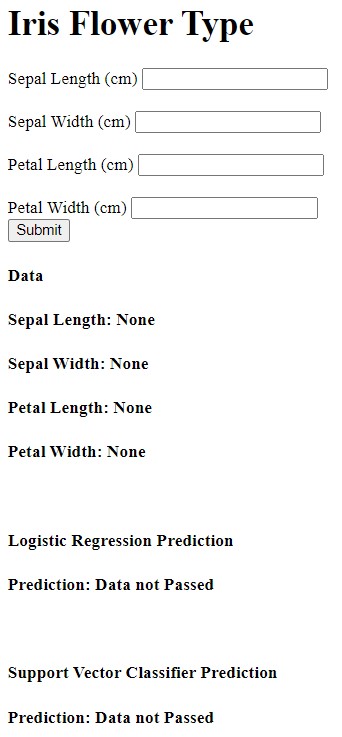 Iris Flower Type
Sepal Length (cm)
Sepal Width (cm)
Petal Length (cm)
Petal Width (cm)
Submit
Data
Sepal Length: None
Sepal Width: None
Petal Length: None
Petal Width: None
Logistic Regression Prediction
Prediction: Data not Passed
Support Vector Classifier Prediction
Prediction: Data not Passed